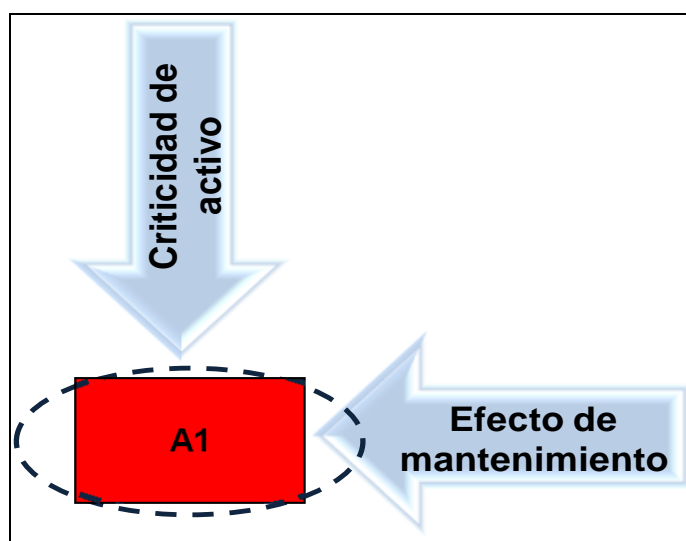 Criticidad de
activo
A1
Efecto de
mantenimiento